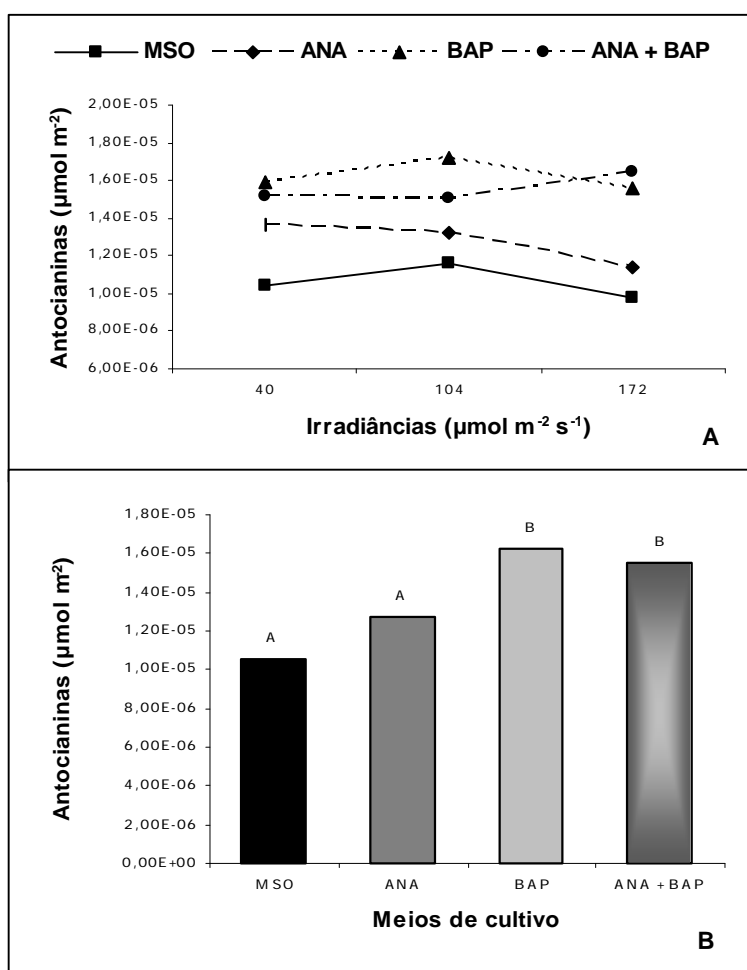 MSO ANA BAP ANA + BAP
Antocianinas (µmol m-2)
2,00E-05
1,80E-05
1,60E-05
1,40E-05
1,20E-05
1,00E-05
8,00E-06
6,00E-06
40 104 172
Irradiâncias (µmol m-2 s-1)
A
Antocianinas (µmol m2)
1,80E-05
1,60E-05
1,40E-05
1,20E-05
1,00E-05
8,00E-06
6,00E-06
4,00E-06
2,00E-06
0,00E+00
A A B B
MSO ANA BAP ANA + BAP
Meios de cultivo
B